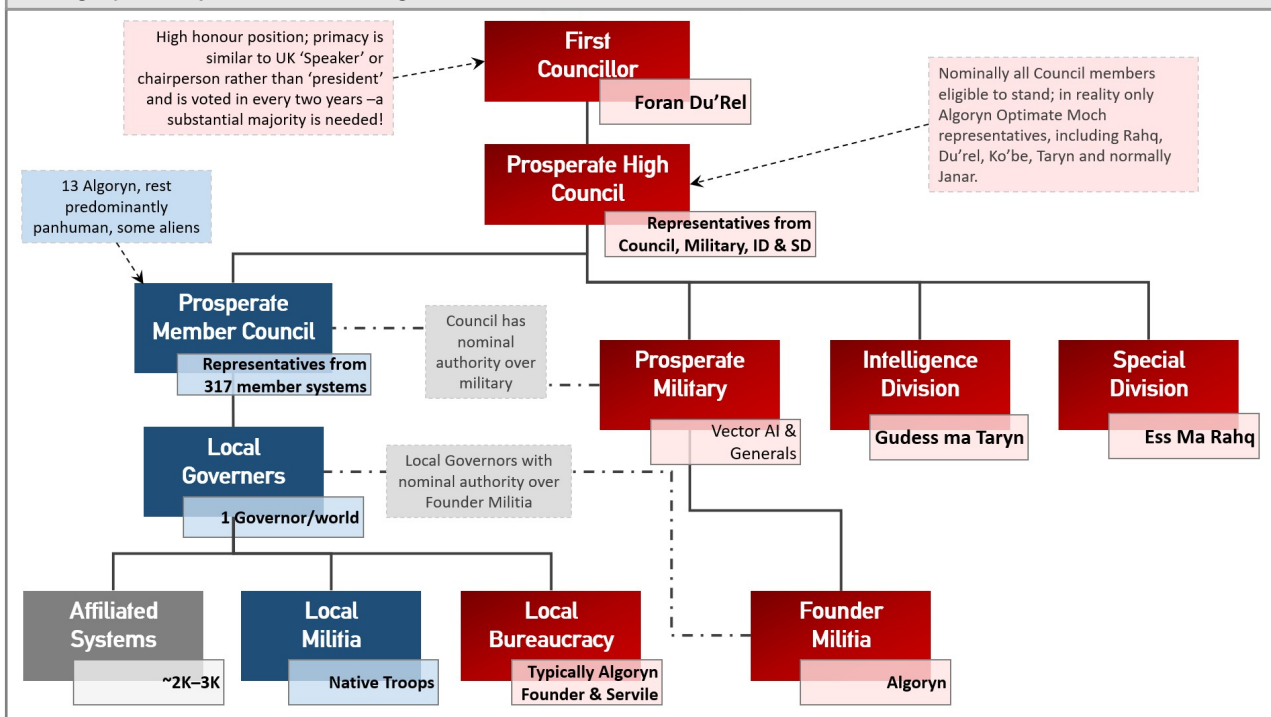 First
Councillor
Foran Du’Rel
High honour position; primacy is
similar to UK ‘Speaker’ or
chairperson rather than ‘president’
and is voted in every two years –a
substantial majority is needed!
Nominally all Council members
eligible to stand; in reality only
Algoryn Optimate Moch
representatives, including Rahq,
Du’rel, Ko’be, Taryn and normally
Janar.
Prosperate High
Council
Representatives from
Council, Military, ID & SD
13 Algoryn, rest
predominantly
panhuman, some aliens
Prosperate
Member Council
Representatives from
317 member systems
Council has
nominal
authority over
military
Prosperate
Military
Vector AI &
Generals
Intelligence
Division
Gudess ma Taryn
Special
Division
Ess Ma Rahq
Local
Governers
1 Governor/world
Local Governors with
nominal authority over
Founder Militia
Affiliated
Systems
~2K–3K
Local
Militia
Native Troops
Local
Bureaucracy
Typically Algoryn
Founder & Servile
Founder
Militia
Algoryn